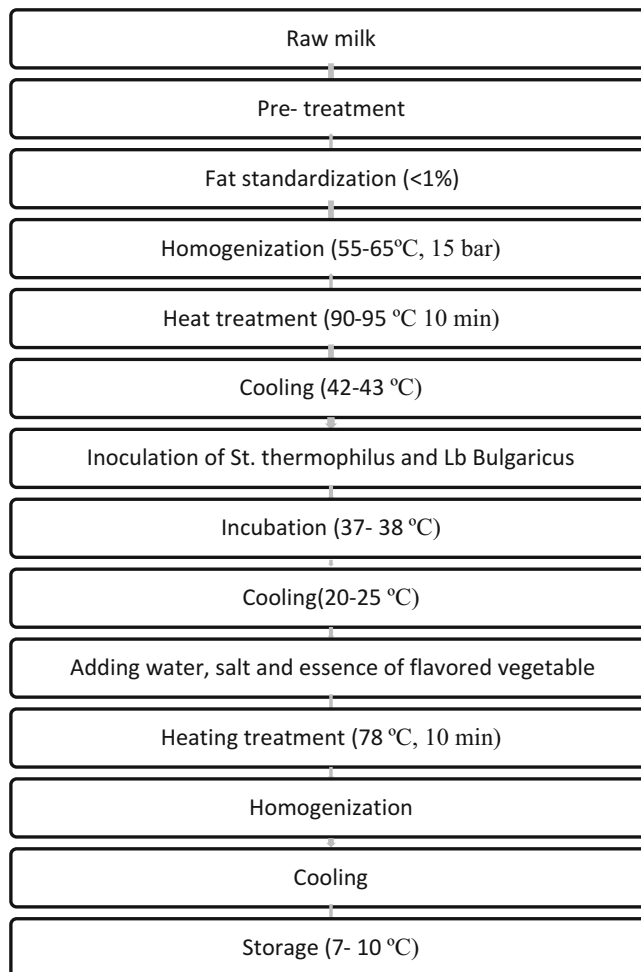 Raw milk
Pre- treatment
Fat standardization (<1%)
Homogenization (55-65ºC, 15 bar)
Heat treatment (90-95 ºC 10 min)
Cooling (42-43 ºC)
Inoculation of St. thermophilus and Lb Bulgaricus
Incubation (37- 38 ºC)
Cooling(20-25 ºC)
Adding water, salt and essence of flavored vegetable
Heating treatment (78 ºC, 10 min)
Homogenization
Cooling
Storage (7- 10 ºC)